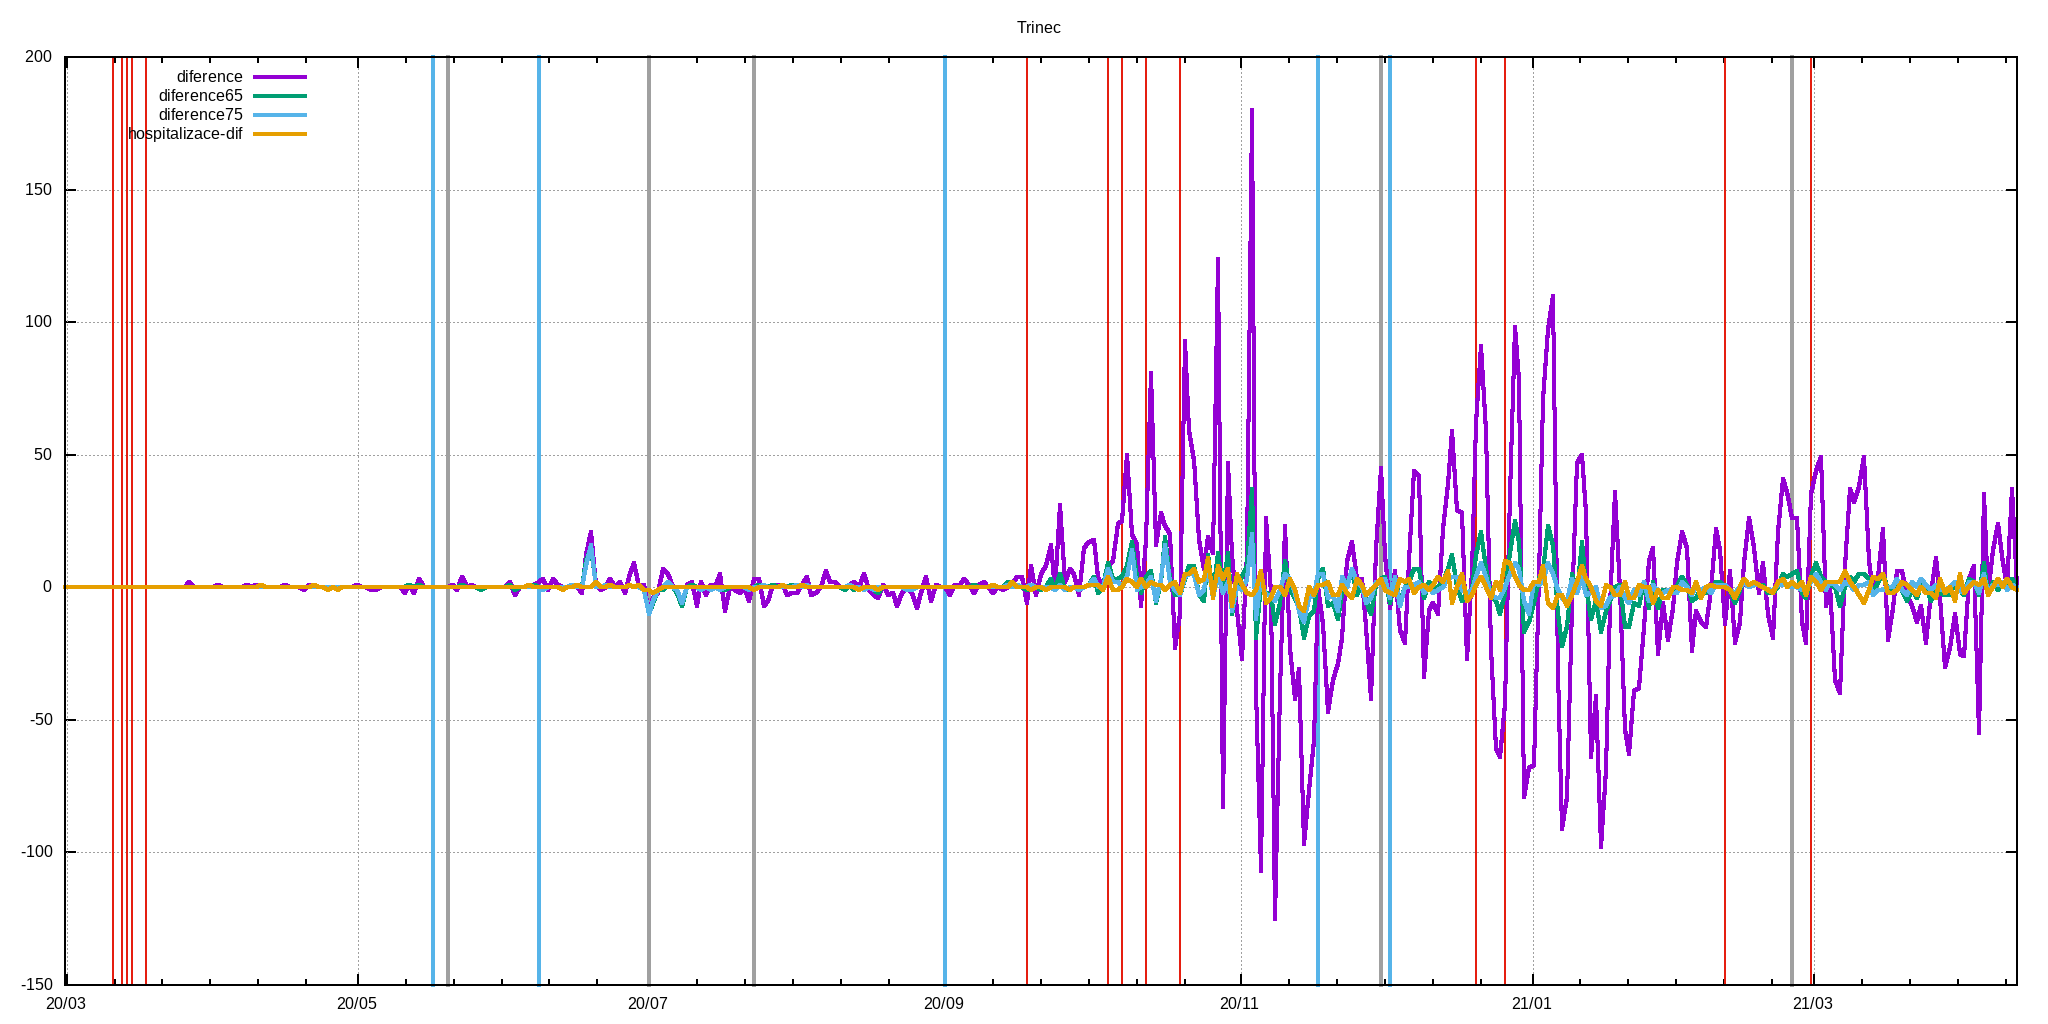 Trinec
200
150
100
50
0
-50
-100
-150
diference
diference65
diference75
hospitalizace-dif
20/03 20/05 20/07 20/09 20/11 21/01 21/03